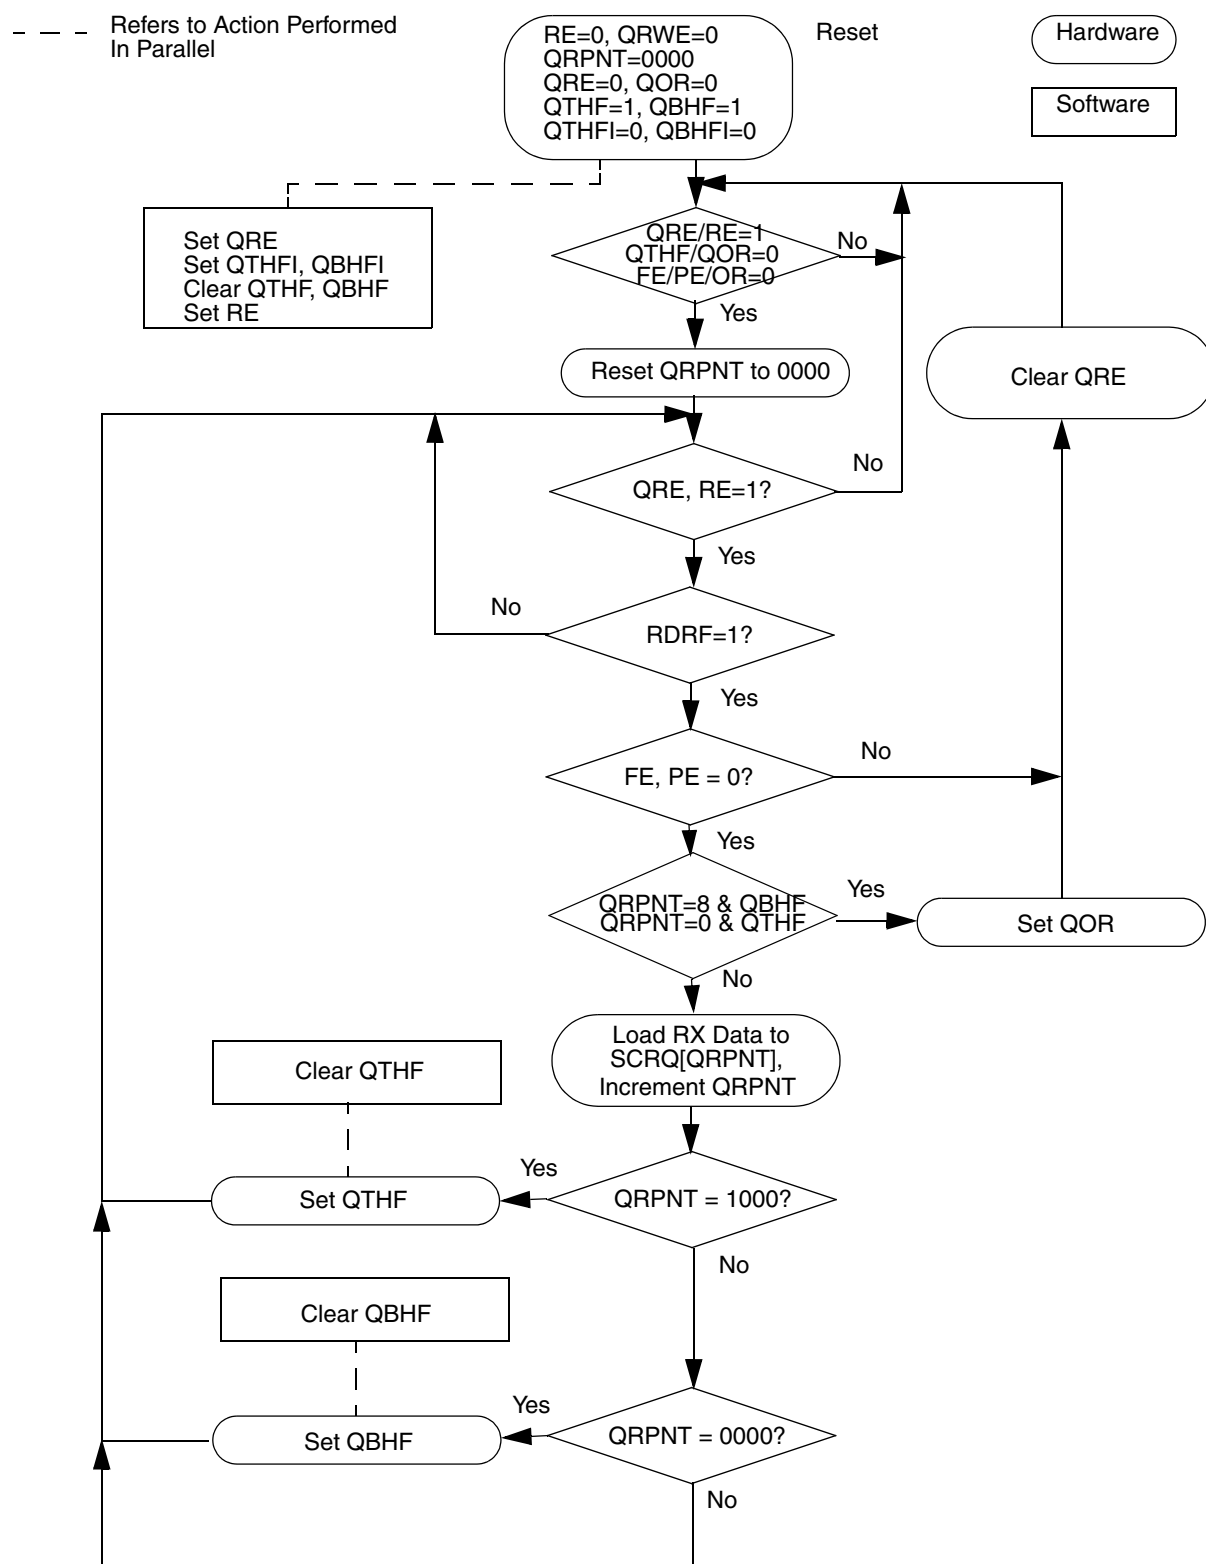 Refers to Action Performed
In Parallel
RE=0, QRWE=0
QRPNT=0000
QRE=0, QOR=0
QTHF=1, QBHF=1
QTHFI=0, QBHFI=0
Reset
Hardware
Software
Set QRE
Set QTHFI, QBHFI
Clear QTHF, QBHF
Set RE
QRE/RE=1
QTHF/QOR=0
FE/PE/OR=0
No
Yes
Reset QRPNT to 0000
Clear QRE
QRE, RE=1?
No
Yes
No
RDRF=1?
Yes
FE, PE = 0?
No
Yes
QRPNT=8 & QBHF
QRPNT=0 & QTHF
Yes
Set QOR
No
Load RX Data to
SCRQ[QRPNT],
Increment QRPNT
Clear QTHF
Set QTHF
Yes
QRPNT = 1000?
No
Clear QBHF
Set QBHF
Yes
QRPNT = 0000?
No